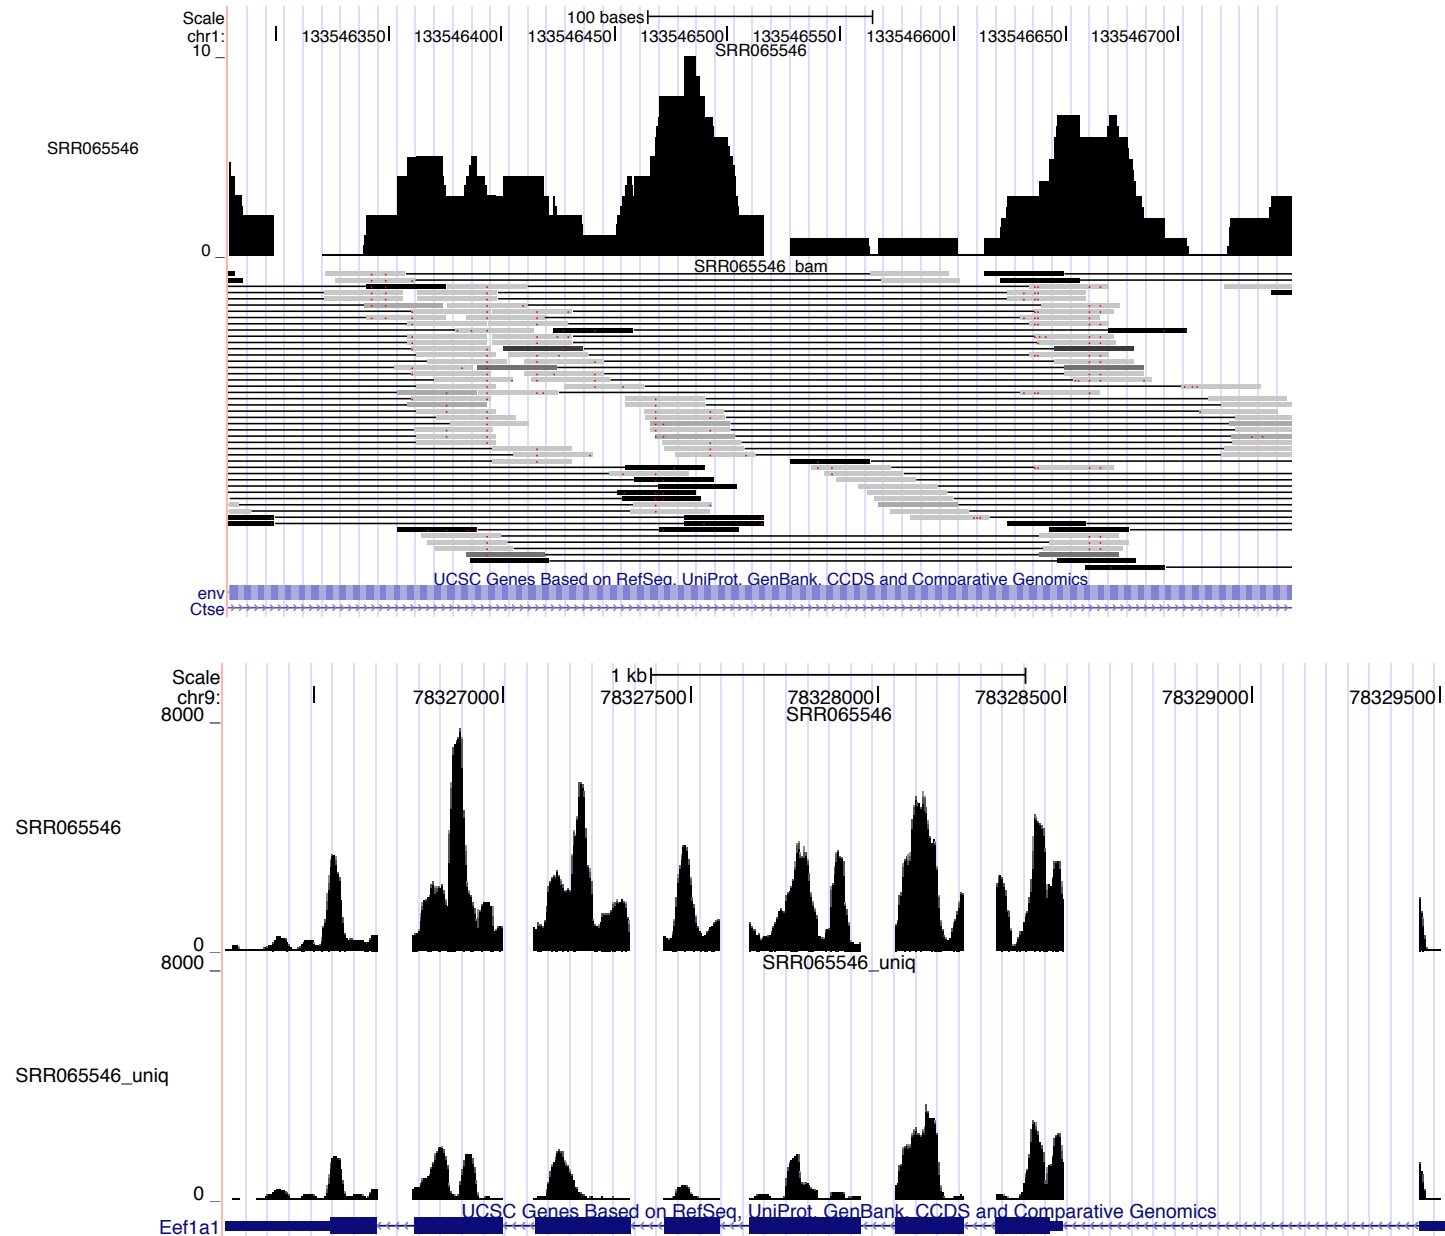 Scale 100 bases
chr1: 133546350 133546400 133546450 133546500 133546550 133546600 133546650 133546700
SRR065546
10 _
SRR065546
0 _
SRR065546_bam
UCSC Genes Based on RefSeq, UniProt, GenBank, CCDS and Comparative Genomics
env
Ctse
Scale 1 kb
chr9: 78327000 78327500 78328000 78328500 78329000 78329500
8000 _ SRR065546
SRR065546
0 _
8000 _ SRR065546_uniq
SRR065546_uniq
0 _
UCSC Genes Based on RefSeq, UniProt, GenBank, CCDS and Comparative Genomics
Eef1a1